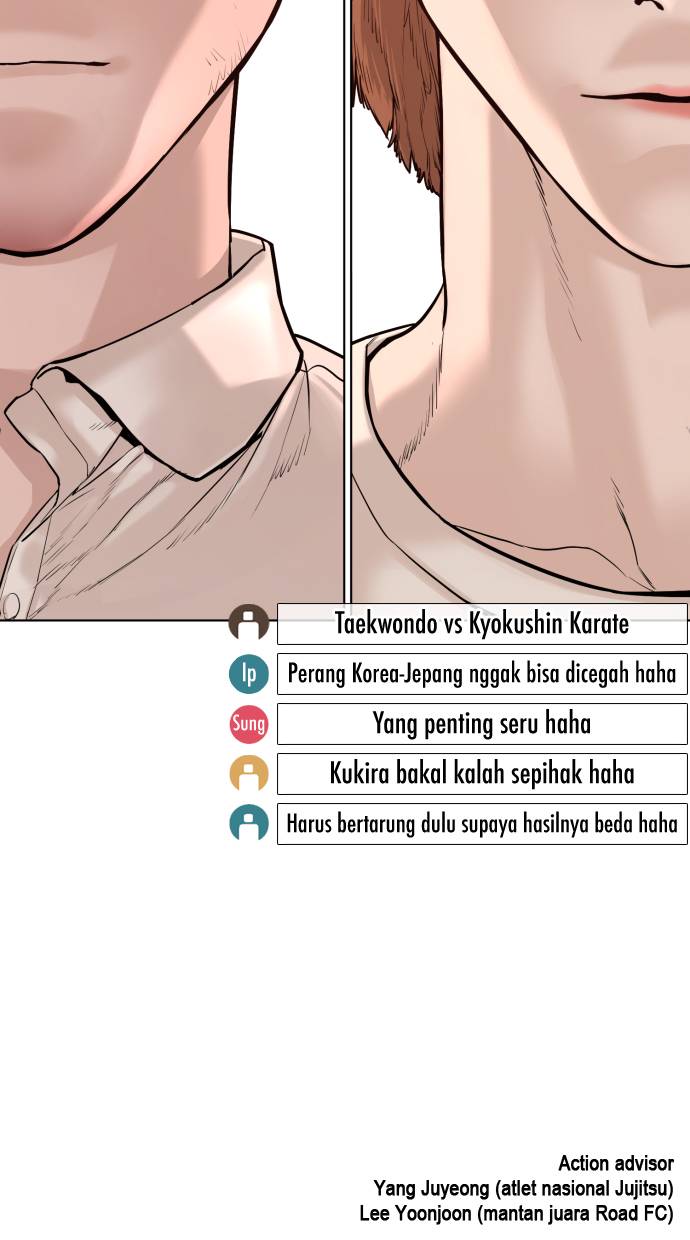 Taekwondo vs Kyokushin Karate
Ip
Perang Korea-Jepang nggak bisa dicegah haha
Sung
Yang penting seru haha
Kukira bakal kalah sepihak haha
Harus bertarung dulu supaya hasilnya beda haha
Action advisor
Yang Juyeong (atlet nasional Jujitsu)
Lee Yoonjoon (mantan juara Road FC)